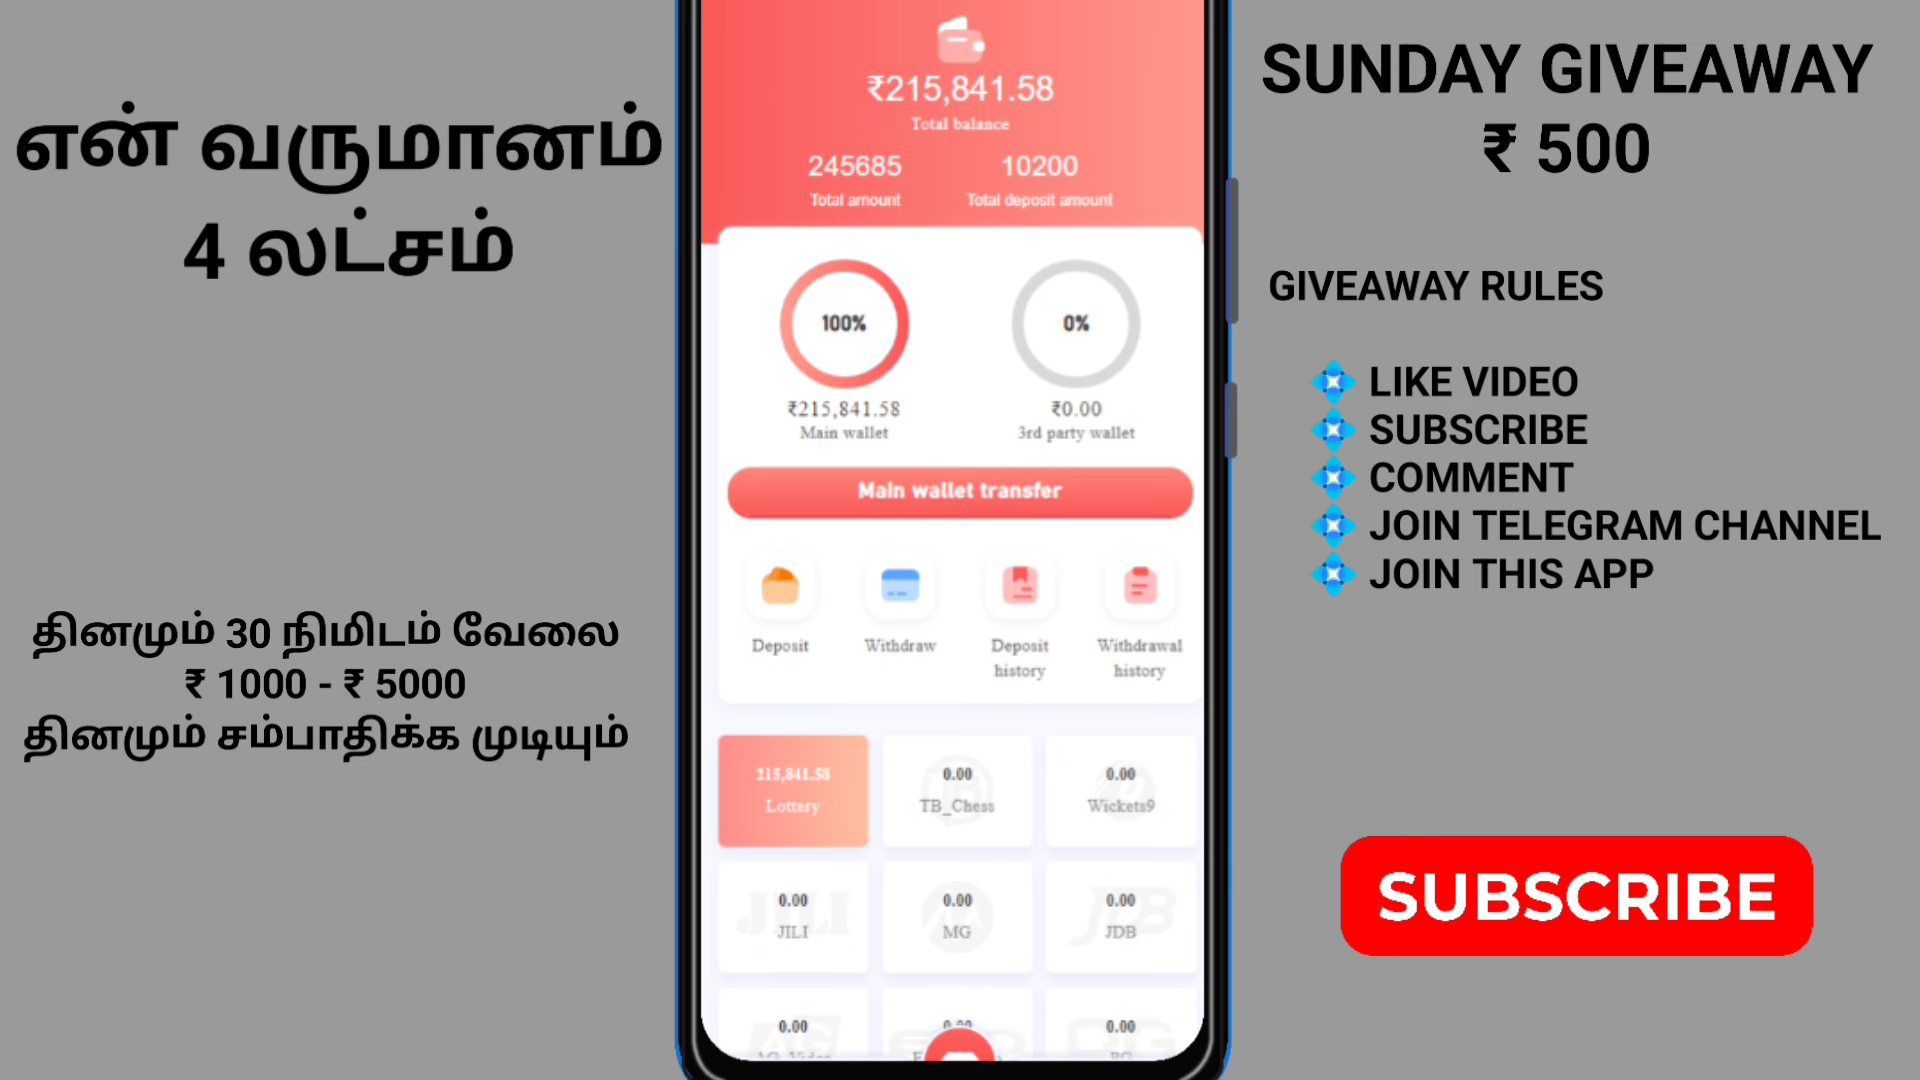 என் வருமானம்
4 லட்சம்
தினமும் 30 நிமிடம் வேலை
₹ 1000 - ₹ 5000
தினமும் சம்பாதிக்க முடியும்
₹215,841.58
Total balance
245685 10200
Total amount Total deposit amount
100% 0%
₹215,841.58 ₹0.00
Main wallet 3rd party wallet
Main wallet transfer
Deposit Withdraw Deposit history Withdrawal history
215,841.58 0.00 0.00
Lottery TB_Chess Wickets9
0.00 0.00 0.00
JILI MG JDB
0.00 0.00
SUNDAY GIVEAWAY
₹ 500
GIVEAWAY RULES
💠 LIKE VIDEO
💠 SUBSCRIBE
💠 COMMENT
💠 JOIN TELEGRAM CHANNEL
💠 JOIN THIS APP
SUBSCRIBE